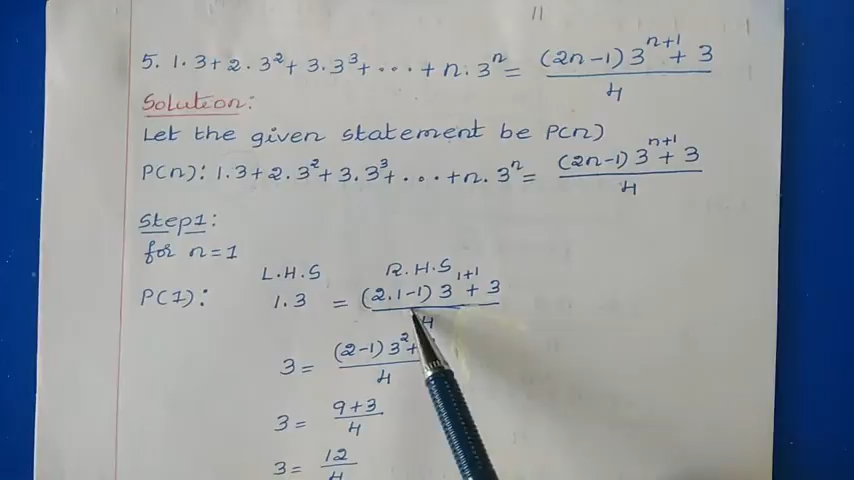 11
5. 1.3 + 2.3² + 3.3³ + ... + n.3ⁿ = (2n-1) 3ⁿ⁺¹ + 3 / 4
Solution:
Let the given statement be P(n)
P(n): 1.3 + 2.3² + 3.3³ + ... + n.3ⁿ = (2n-1) 3ⁿ⁺¹ + 3 / 4
Step1:
for n=1
L.H.S R.H.S
P(1): 1.3 = (2.1-1) 3¹⁺¹ + 3 / 4
3 = (2-1) 3² + / 4
3 = 9+3 / 4
3 = 12 / 4